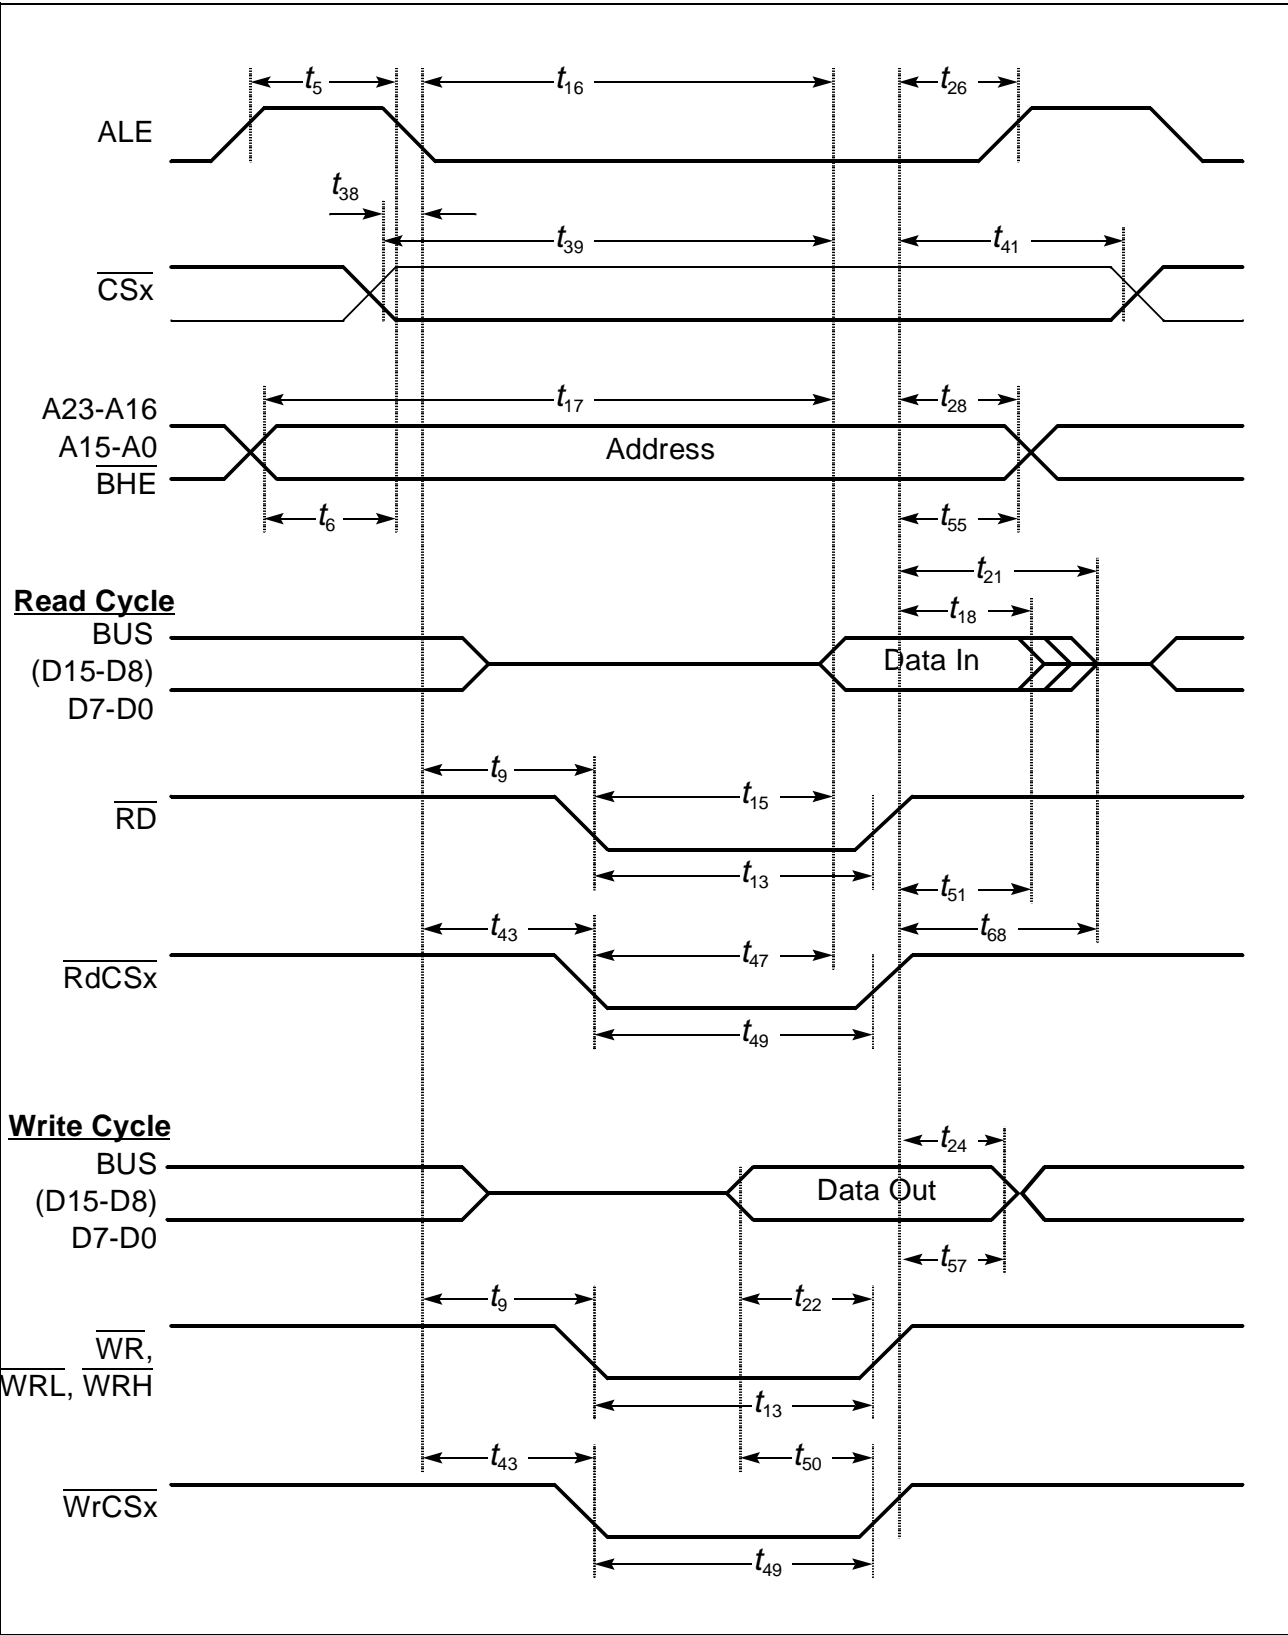 t5
t16
t26
ALE
t38
t39
t41
CSx
t17
t28
A23-A16
A15-A0
Address
BHE
t6
t55
t21
Read Cycle
t18
BUS
Data In
(D15-D8)
D7-D0
t9
t15
RD
t13
t51
t43
t47
t68
RdCSx
t49
Write Cycle
t24
BUS
Data Out
(D15-D8)
D7-D0
t57
t9
t22
WR,
WRL, WRH
t13
t43
t50
WrCSx
t49